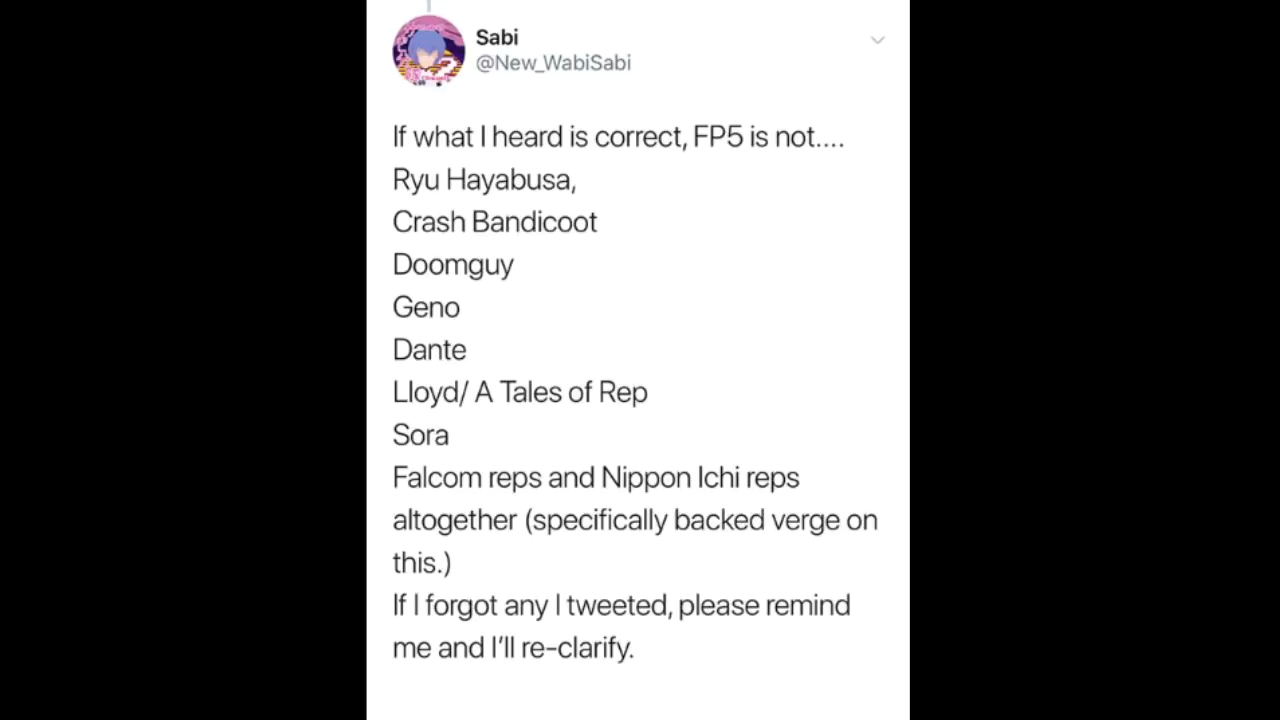 Sabi
@New_WabiSabi
If what I heard is correct, FP5 is not....
Ryu Hayabusa,
Crash Bandicoot
Doomguy
Geno
Dante
Lloyd/ A Tales of Rep
Sora
Falcom reps and Nippon Ichi reps
altogether (specifically backed verge on
this.)
If I forgot any I tweeted, please remind
me and I'll re-clarify.